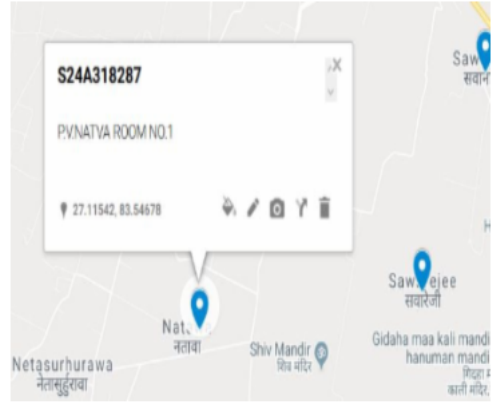 S24A318287
P.V.NATVA ROOM NO.1
27.11542, 83.54678
नतावा
Shiv Mandir
शिव मंदिर
Netasurhurawa
नेतासुर्हुरावा
सवारेजी
Gidaha maa kali mandi
hanuman mandi
काली मंदिर,